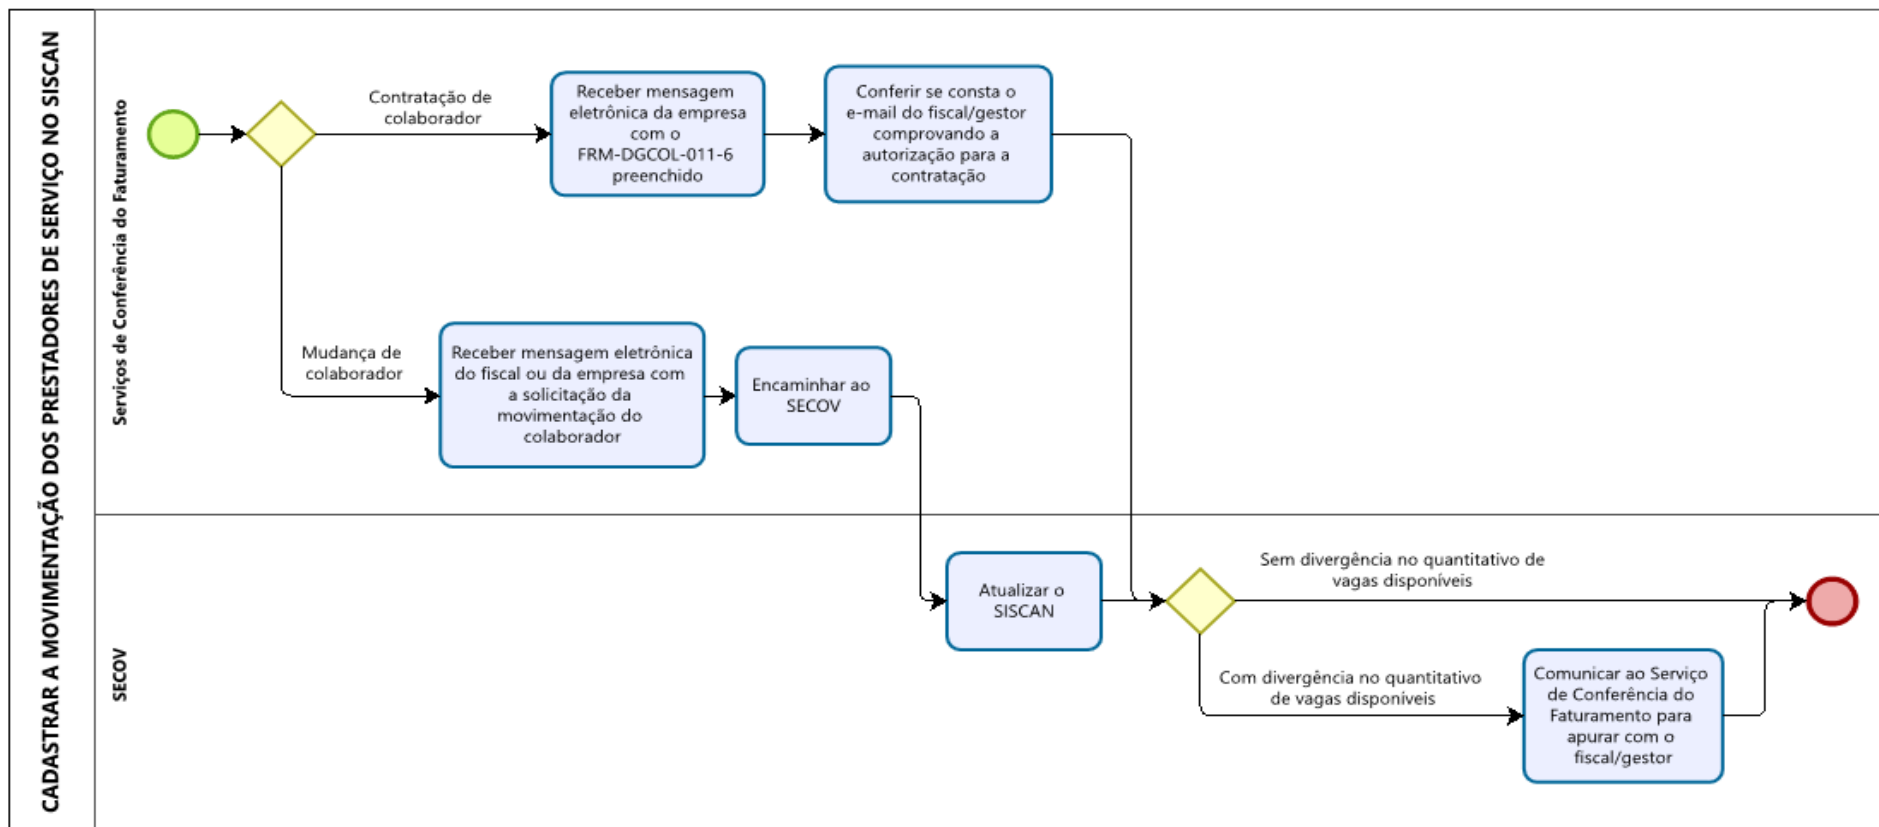 CADASTRAR A MOVIMENTAÇÃO DOS PRESTADORES DE SERVIÇO NO SISCAN
Serviços de Conferência do Faturamento
Contratação de
colaborador
Receber mensagem
eletrônica da empresa
com o
FRM-DGCOL-011-6
preenchido
Conferir se consta o
e-mail do fiscal/gestor
comprovando a
autorização para a
contratação
Mudança de
colaborador
Receber mensagem eletrônica
do fiscal ou da empresa com
a solicitação da
movimentação do
colaborador
Encaminhar ao
SECOV
SECOV
Atualizar o
SISCAN
Sem divergência no quantitativo de
vagas disponíveis
Com divergência no quantitativo
de vagas disponíveis
Comunicar ao Serviço
de Conferência do
Faturamento para
apurar com o
fiscal/gestor